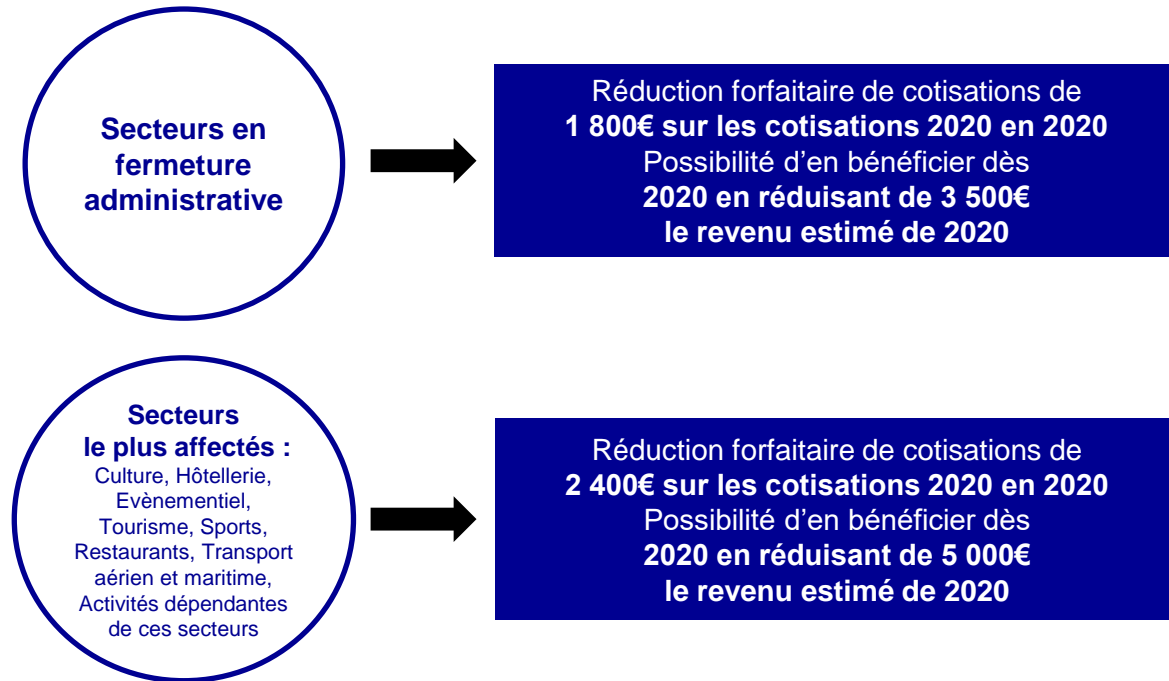 Secteurs en
fermeture
administrative
Réduction forfaitaire de cotisations de
1 800€ sur les cotisations 2020 en 2020
Possibilité d’en bénéficier dès
2020 en réduisant de 3 500€
le revenu estimé de 2020
Secteurs
le plus affectés :
Culture, Hôtellerie,
Evènementiel,
Tourisme, Sports,
Restaurants, Transport
aérien et maritime,
Activités dépendantes
de ces secteurs
Réduction forfaitaire de cotisations de
2 400€ sur les cotisations 2020 en 2020
Possibilité d’en bénéficier dès
2020 en réduisant de 5 000€
le revenu estimé de 2020